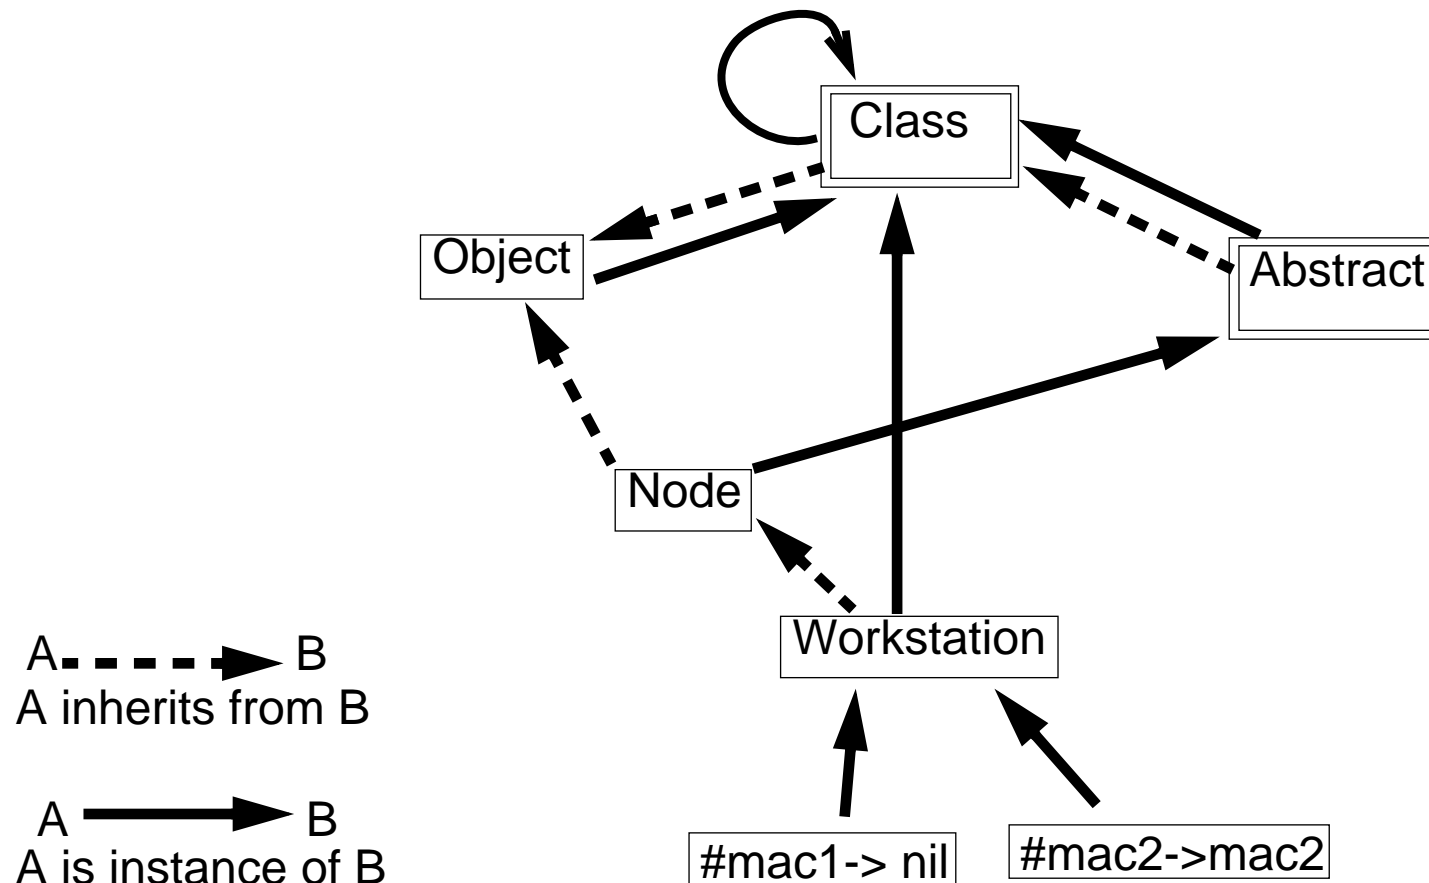 Class
Object
Abstract
Node
Workstation
A B
A inherits from B
A B
A is instance of B
#mac1-> nil
#mac2->mac2